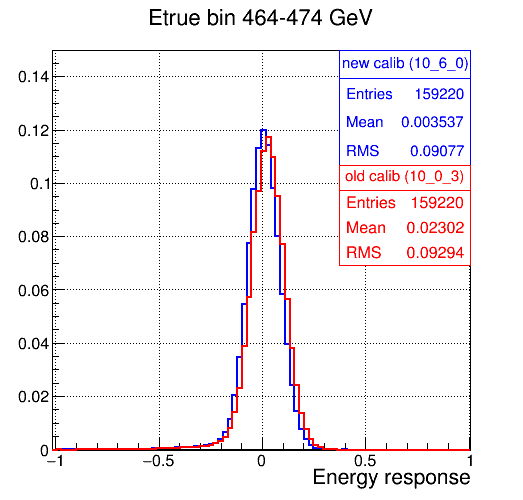 Etrue bin 464-474 GeV
new calib (10_6_0)
Entries 159220
Mean 0.003537
RMS 0.09077
old calib (10_0_3)
Entries 159220
Mean 0.02302
RMS 0.09294
0.14
0.12
0.1
0.08
0.06
0.04
0.02
0
−1 −0.5 0 0.5 1
Energy response